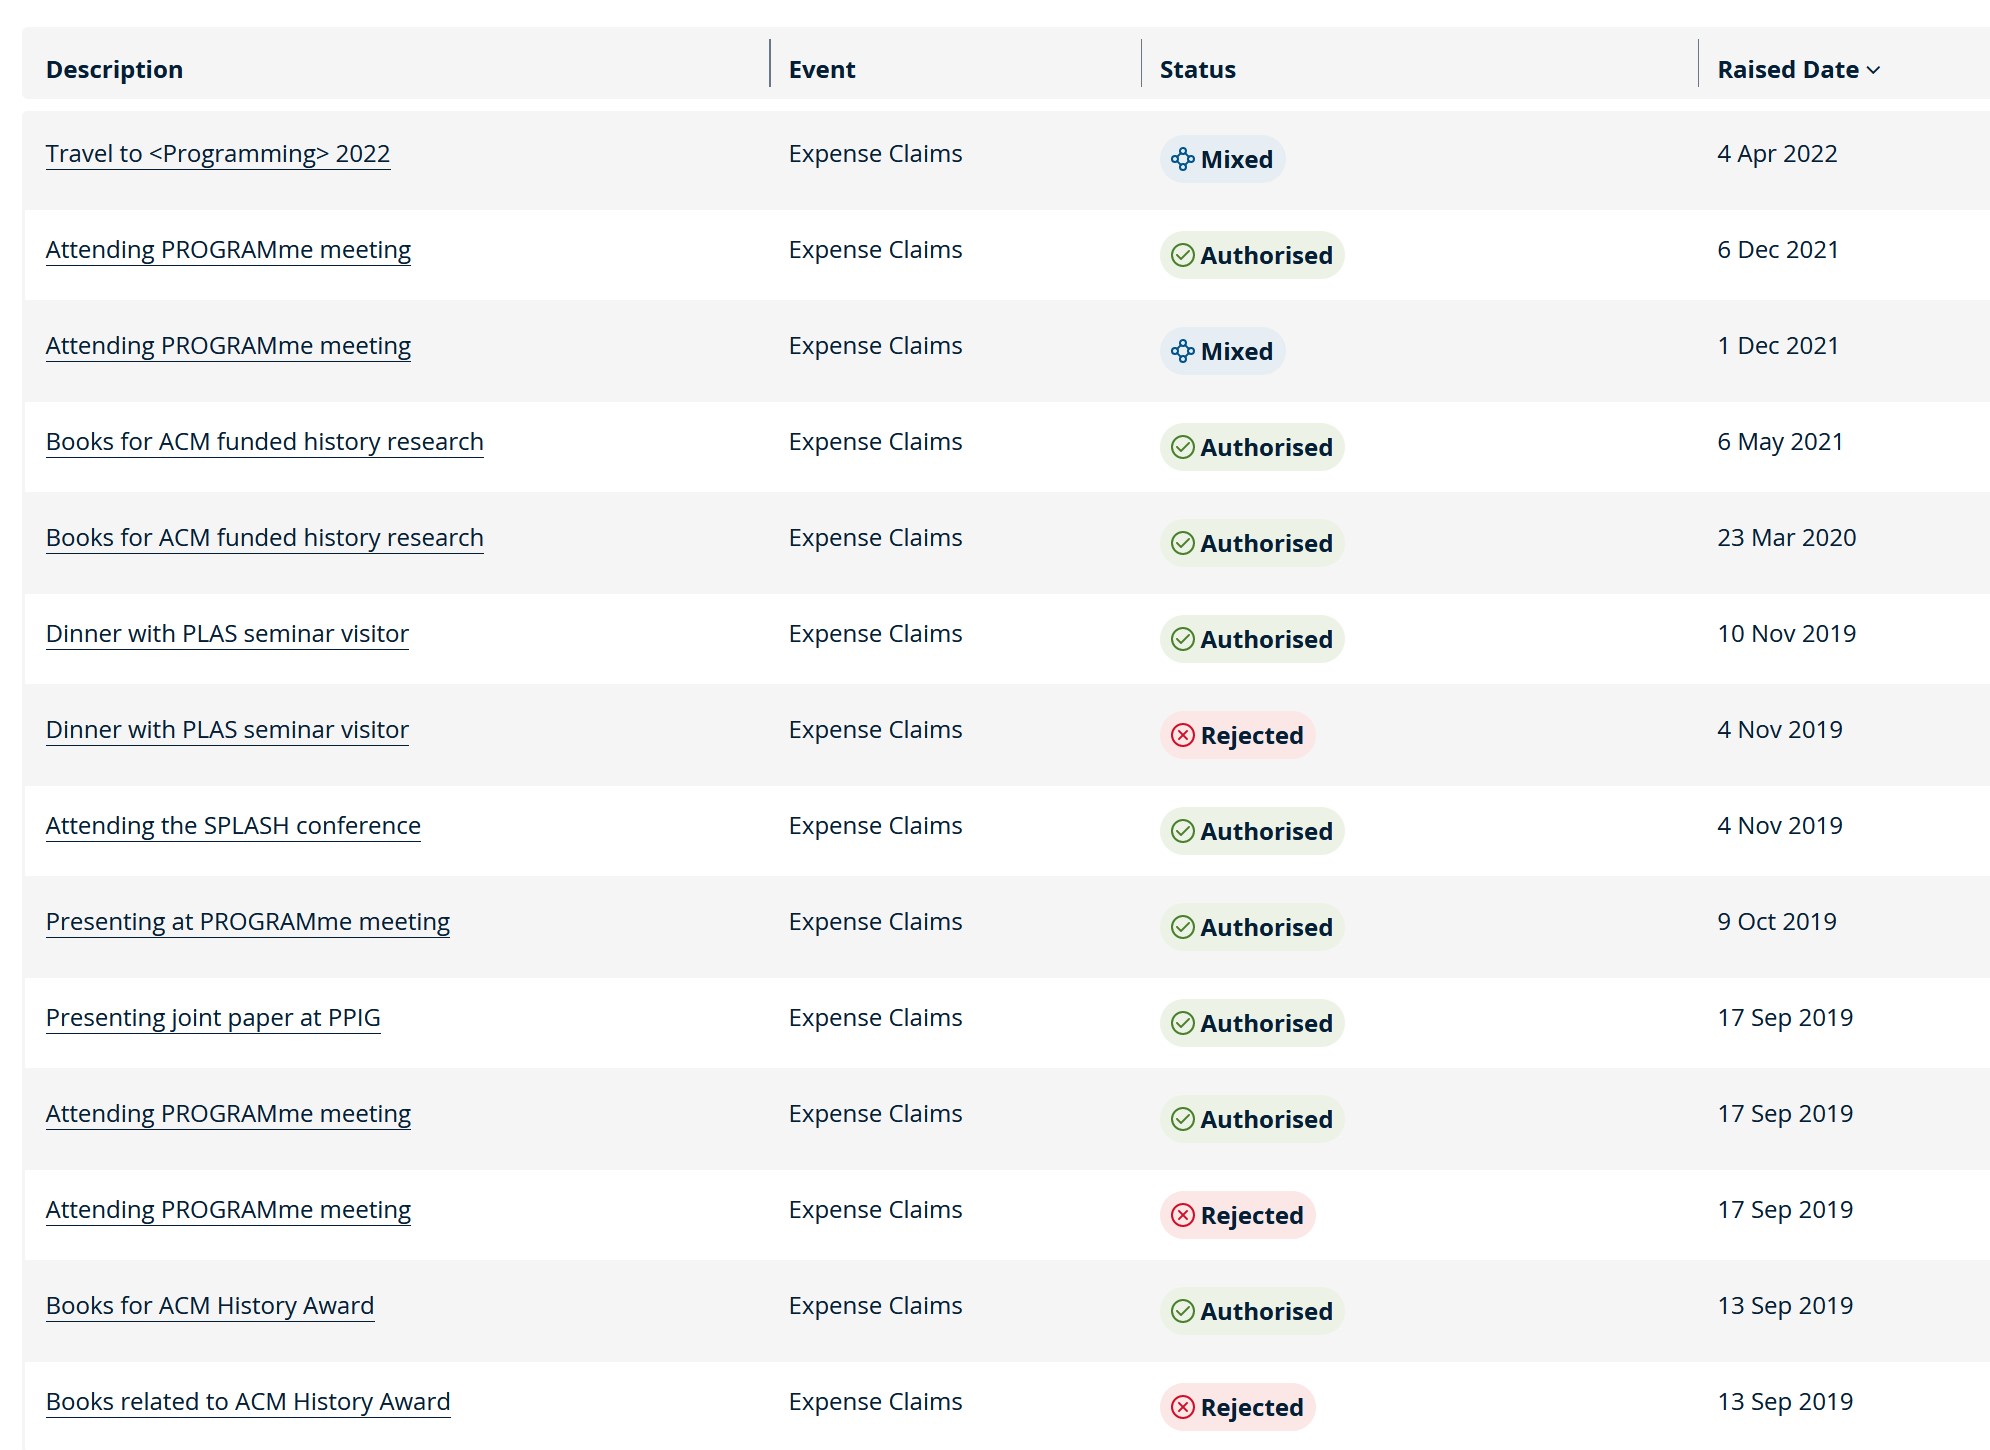 Description Event Status Raised Date
Travel to <Programming> 2022 Expense Claims Mixed 4 Apr 2022
Attending PROGRAMme meeting Expense Claims Authorised 6 Dec 2021
Attending PROGRAMme meeting Expense Claims Mixed 1 Dec 2021
Books for ACM funded history research Expense Claims Authorised 6 May 2021
Books for ACM funded history research Expense Claims Authorised 23 Mar 2020
Dinner with PLAS seminar visitor Expense Claims Authorised 10 Nov 2019
Dinner with PLAS seminar visitor Expense Claims Rejected 4 Nov 2019
Attending the SPLASH conference Expense Claims Authorised 4 Nov 2019
Presenting at PROGRAMme meeting Expense Claims Authorised 9 Oct 2019
Presenting joint paper at PPIG Expense Claims Authorised 17 Sep 2019
Attending PROGRAMme meeting Expense Claims Authorised 17 Sep 2019
Attending PROGRAMme meeting Expense Claims Rejected 17 Sep 2019
Books for ACM History Award Expense Claims Authorised 13 Sep 2019
Books related to ACM History Award Expense Claims Rejected 13 Sep 2019